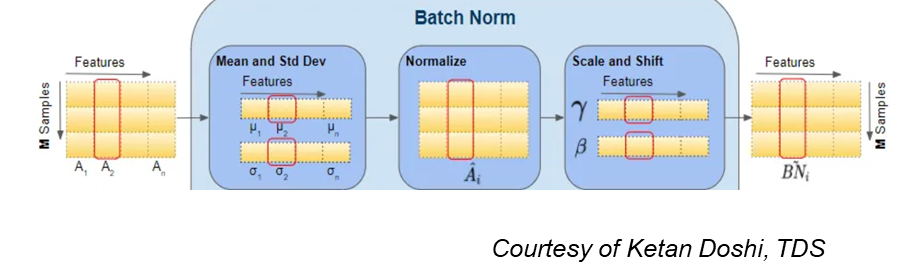 Batch Norm
Features
M Samples
A1 A2 An
Mean and Std Dev
Features
μ1 μ2 μn
σ1 σ2 σn
Normalize
Âi
Scale and Shift
Features
γ
β
Features
M Samples
BÑi
Courtesy of Ketan Doshi, TDS